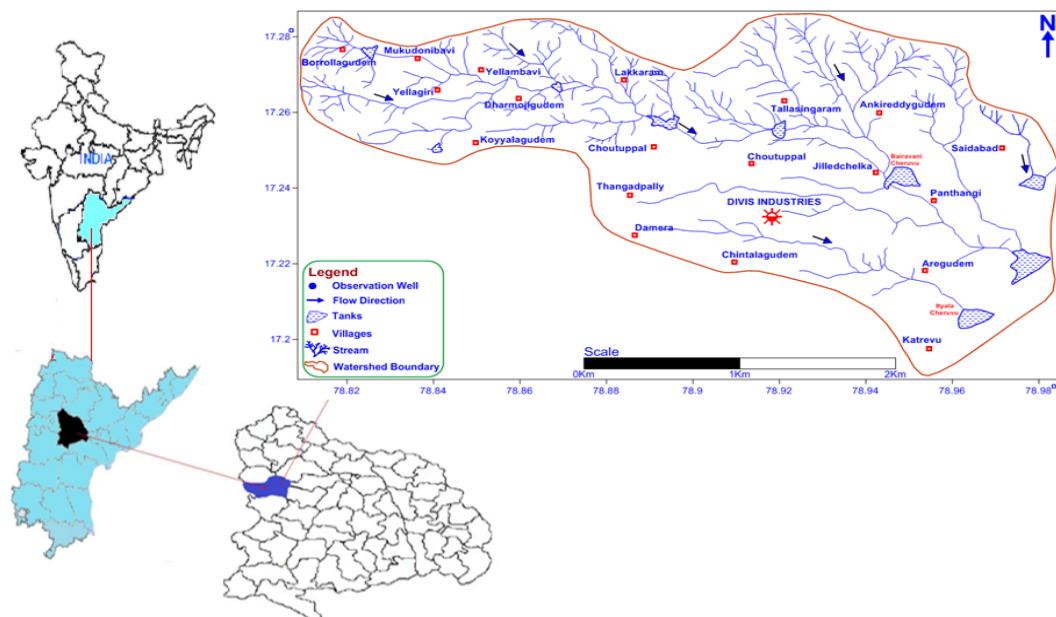 INDIA
N
17.28
o
17.26
17.24
17.22
17.2
Borrollagudem
Mukudonibavi
Yellambavi
Yellagiri
Dharmojigudem
Lakkaram
Koyyalagudem
Choutuppal
Tallasingaram
Ankireddygudem
Saidabad
Choutuppal
Jilledchelka
Bairavani
Cheruvu
Panthangi
Thangadpally
DIVIS INDUSTRIES
Damera
Chintalagudem
Aregudem
Ryala
Cheruvu
Katrevu
Legend
Observation Well
Flow Direction
Tanks
Villages
Stream
Watershed Boundary
Scale
0Km
1Km
2Km
78.82
78.84
78.86
78.88
78.9
78.92
78.94
78.96
78.98
o